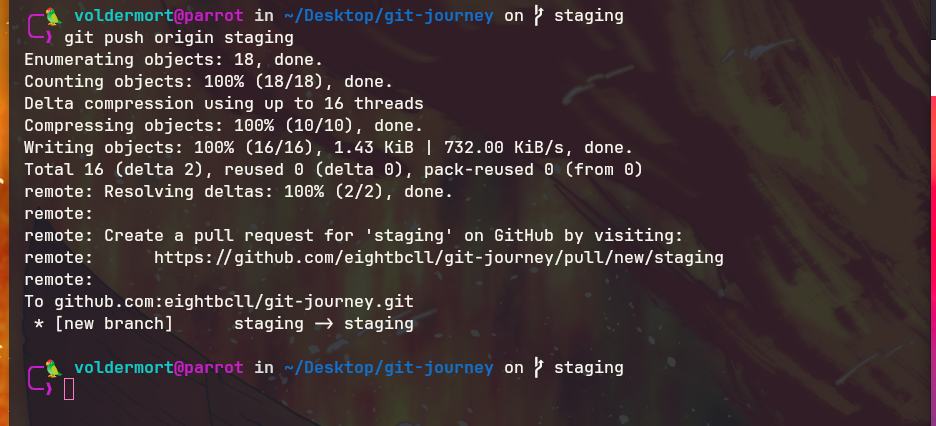 voldermort@parrot in ~/Desktop/git-journey on staging
git push origin staging
Enumerating objects: 18, done.
Counting objects: 100% (18/18), done.
Delta compression using up to 16 threads
Compressing objects: 100% (10/10), done.
Writing objects: 100% (16/16), 1.43 KiB | 732.00 KiB/s, done.
Total 16 (delta 2), reused 0 (delta 0), pack-reused 0 (from 0)
remote: Resolving deltas: 100% (2/2), done.
remote:
remote: Create a pull request for 'staging' on GitHub by visiting:
remote:      https://github.com/eightbcll/git-journey/pull/new/staging
remote:
To github.com:eightbcll/git-journey.git
 * [new branch]      staging -> staging
voldermort@parrot in ~/Desktop/git-journey on staging